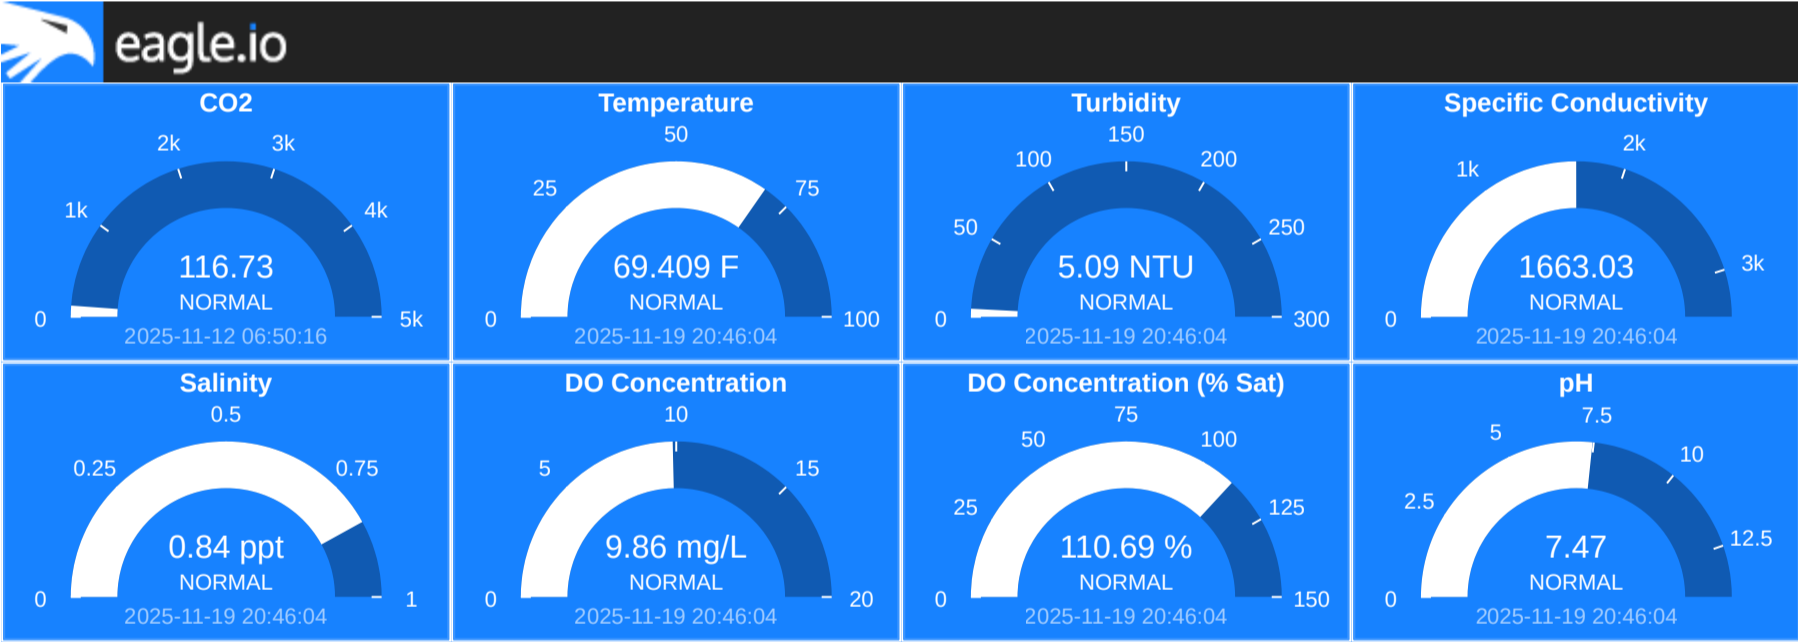 eagle.io
CO2
0
1k
2k
3k
4k
5k
116.73
NORMAL
2025-11-12 06:50:16
Temperature
0
25
50
75
100
69.409 F
NORMAL
2025-11-19 20:46:04
Turbidity
0
50
100
150
200
250
300
5.09 NTU
NORMAL
2025-11-19 20:46:04
Specific Conductivity
0
1k
2k
3k
1663.03
NORMAL
2025-11-19 20:46:04
Salinity
0
0.25
0.5
0.75
1
0.84 ppt
NORMAL
2025-11-19 20:46:04
DO Concentration
0
5
10
15
20
9.86 mg/L
NORMAL
2025-11-19 20:46:04
DO Concentration (% Sat)
0
25
50
75
100
125
150
110.69 %
NORMAL
2025-11-19 20:46:04
pH
0
2.5
5
7.5
10
12.5
7.47
NORMAL
2025-11-19 20:46:04